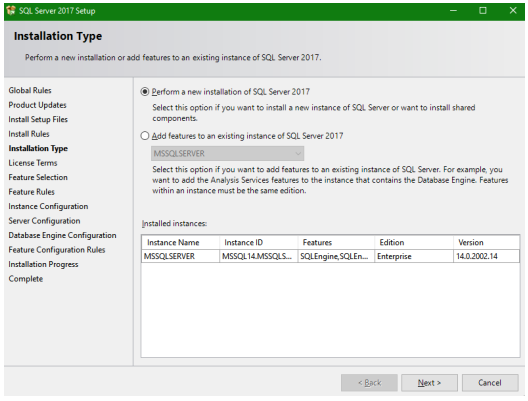 SQL Server 2017 Setup
Installation Type
Perform a new installation or add features to an existing instance of SQL Server 2017.
Global Rules
Product Updates
Install Setup Files
Install Rules
Installation Type
License Terms
Feature Selection
Feature Rules
Instance Configuration
Server Configuration
Database Engine Configuration
Feature Configuration Rules
Installation Progress
Complete
Perform a new installation of SQL Server 2017
Select this option if you want to install a new instance of SQL Server or want to install shared
components.
Add features to an existing instance of SQL Server 2017
MSSQLSERVER
Select this option if you want to add features to an existing instance of SQL Server. For example, you
want to add the Analysis Services features to the instance that contains the Database Engine. Features
within an instance must be the same edition.
Installed instances:
Instance Name Instance ID Features Edition Version
MSSQLSERVER MSSQL14.MSSQLS... SQLEngine,SQLEn... Enterprise 14.0.2002.14
< Back Next > Cancel